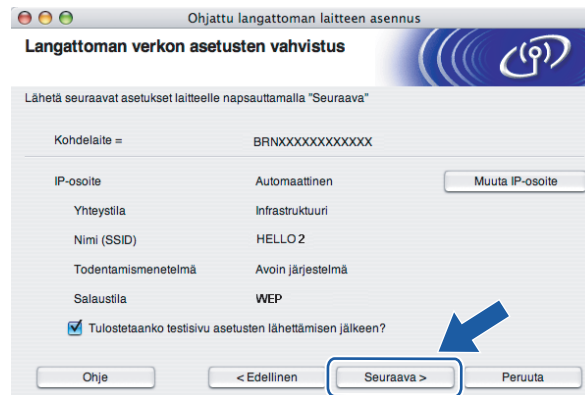 Ohjattu langattoman laitteen asennus
Langattoman verkon asetusten vahvistus
Lähetä seuraavat asetukset laitteelle napsauttamalla "Seuraava"
Kohdelaite = BRNXXXXXXXXXXXX
IP-osoite Automaattinen Muuta IP-osoite
Yhteystila Infrastruktuuri
Nimi (SSID) HELLO2
Todentamismenetelmä Avoin järjestelmä
Salaustila WEP
Tulostetaanko testisivu asetusten lähettämisen jälkeen?
Ohje < Edellinen Seuraava > Peruuta